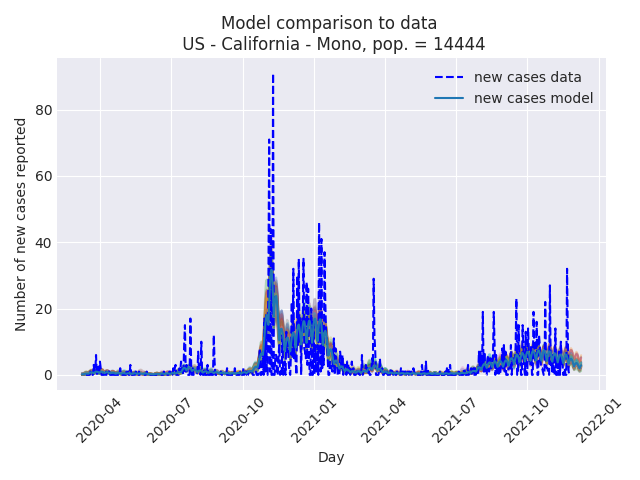 Model comparison to data
US - California - Mono, pop. = 14444
new cases data
new cases model
Number of new cases reported
80
60
40
20
0
2020-04
2020-07
2020-10
2021-01
2021-04
2021-07
2021-10
2022-01
Day